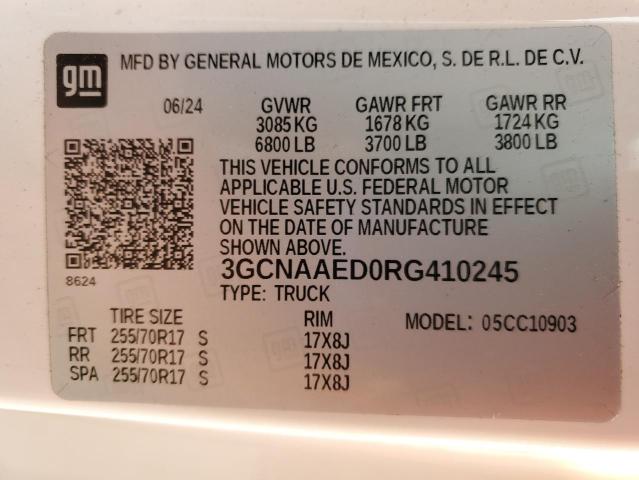 gm
MFD BY GENERAL MOTORS DE MEXICO, S. DE R.L. DE C.V.
06/24 GVWR GAWR FRT GAWR RR
3085 KG 1678 KG 1724 KG
6800 LB 3700 LB 3800 LB
THIS VEHICLE CONFORMS TO ALL
APPLICABLE U.S. FEDERAL MOTOR
VEHICLE SAFETY STANDARDS IN EFFECT
ON THE DATE OF MANUFACTURE
SHOWN ABOVE.
8624
3GCNAAED0RG410245
TYPE: TRUCK
TIRE SIZE RIM MODEL: 05CC10903
FRT 255/70R17 S 17X8J
RR 255/70R17 S 17X8J
SPA 255/70R17 S 17X8J